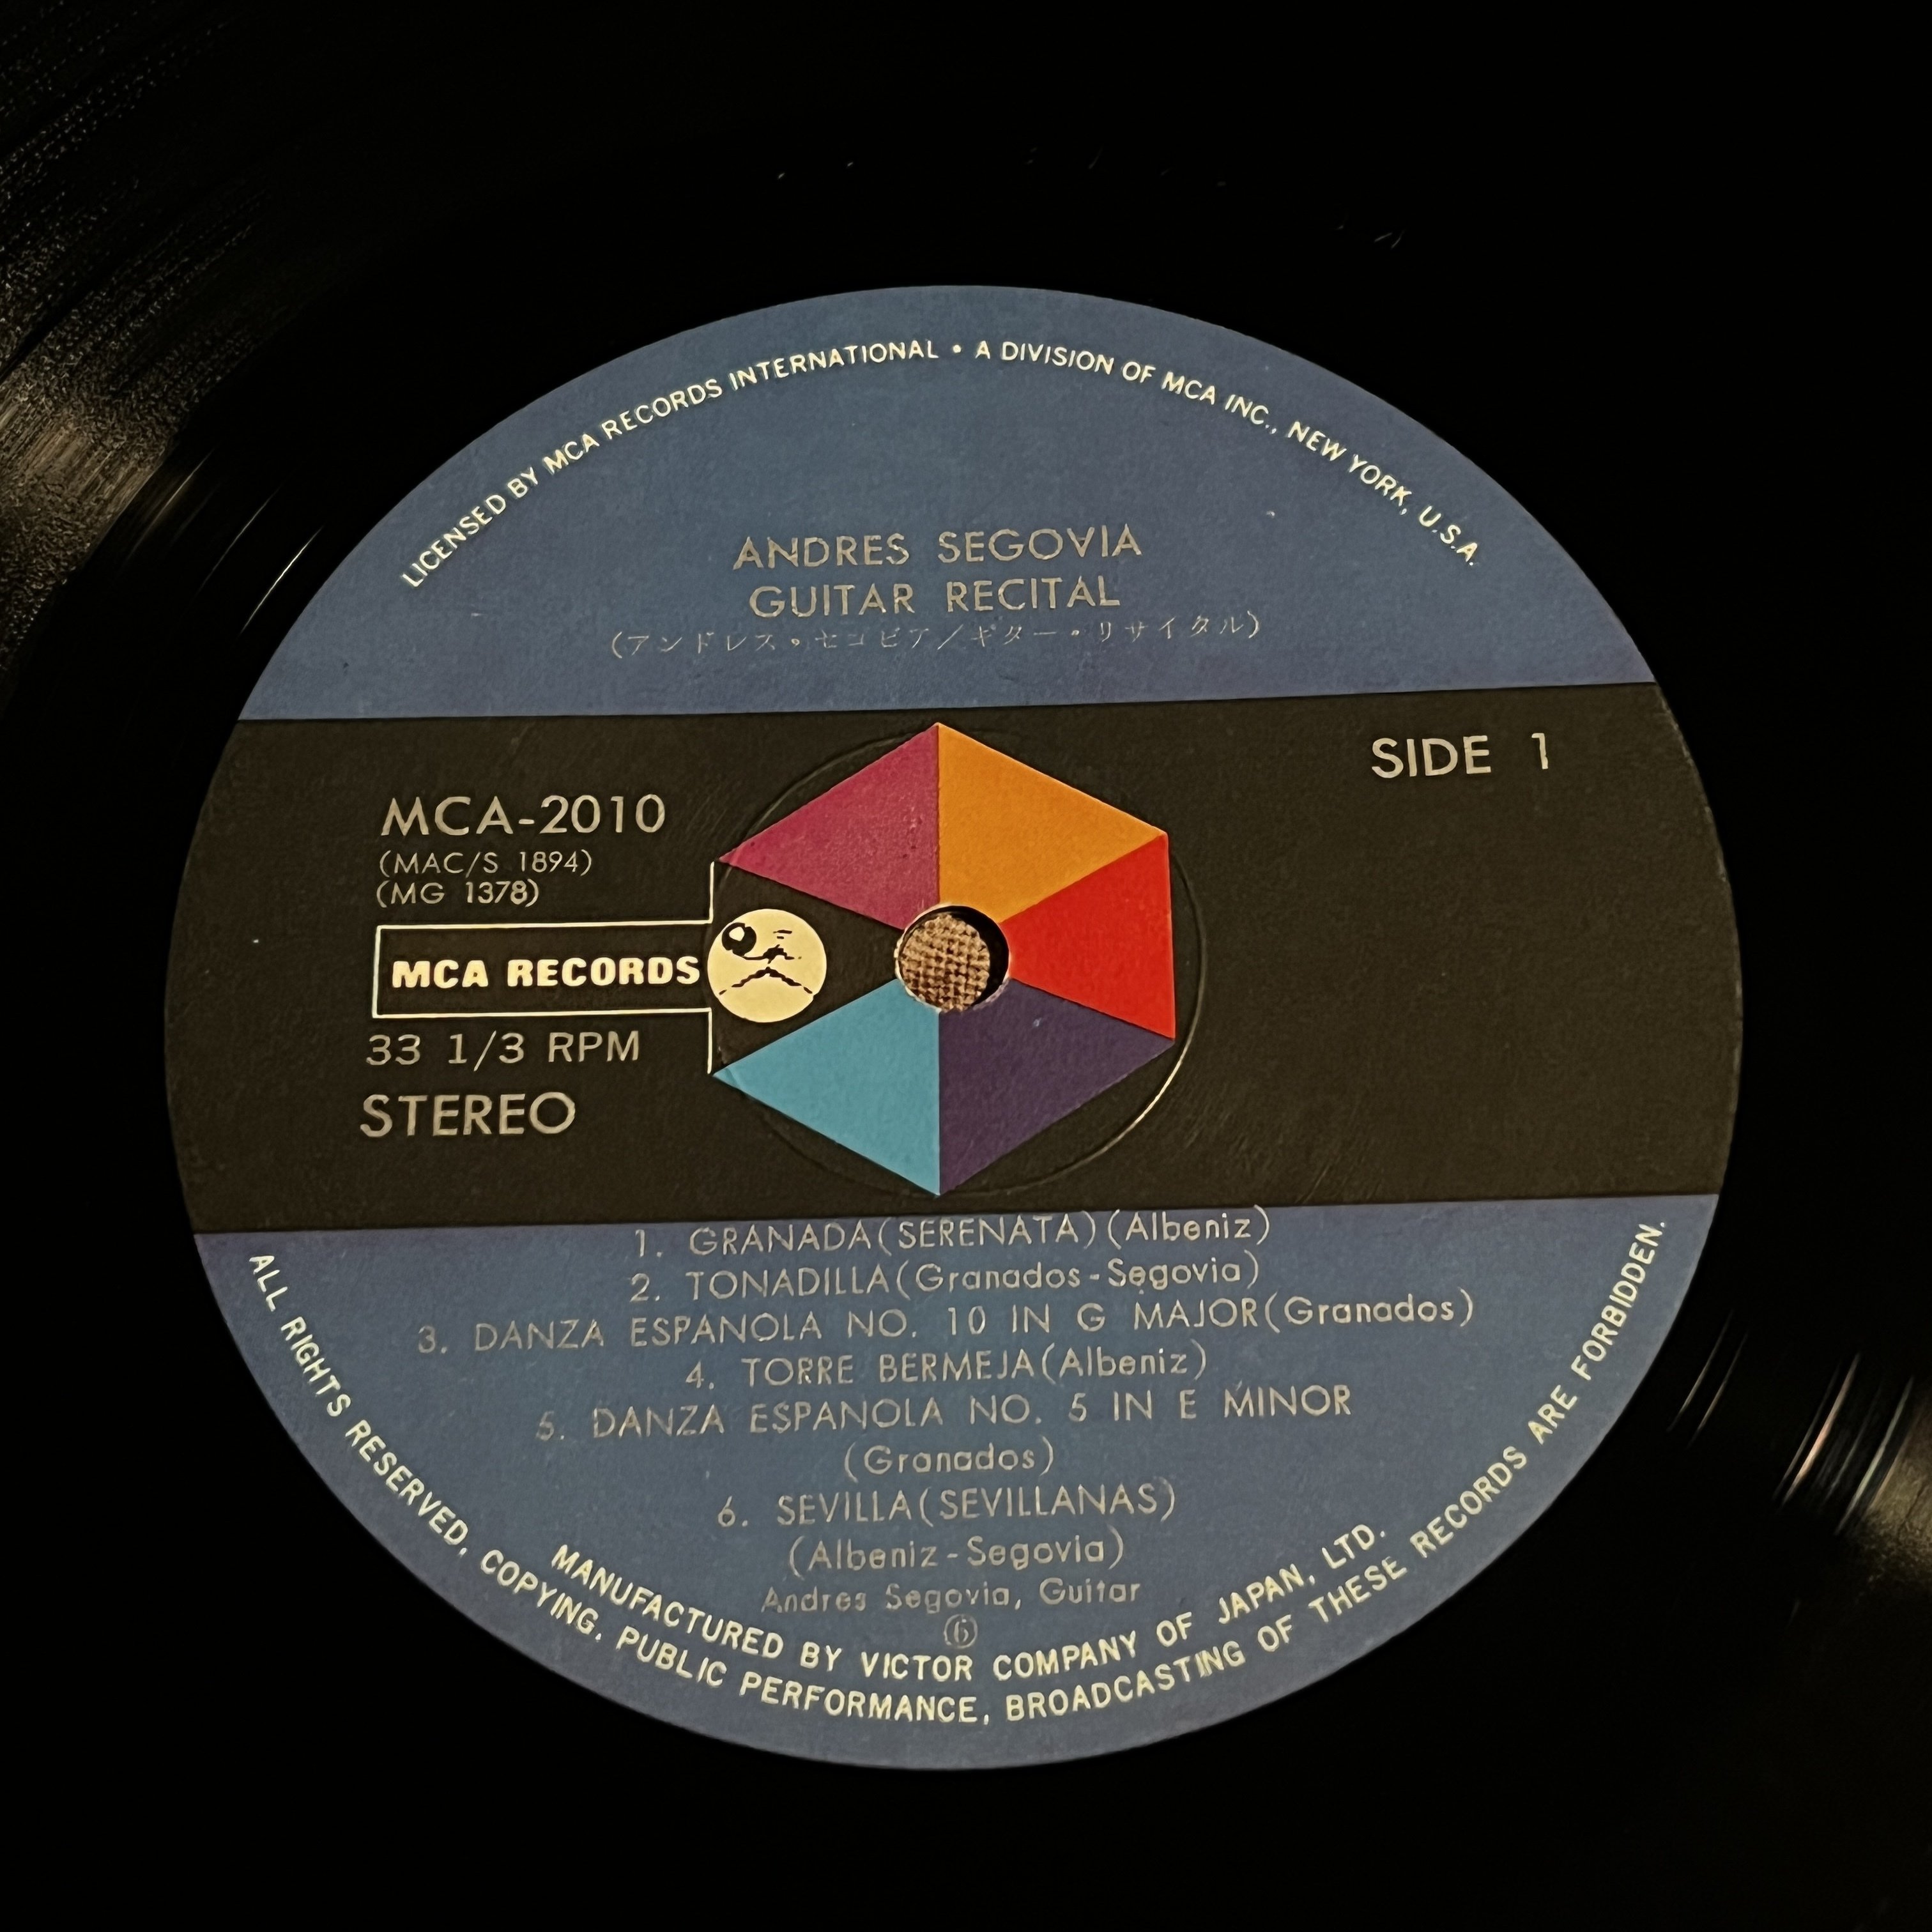 LICENSED BY MCA RECORDS INTERNATIONAL • A DIVISION OF MCA INC., NEW YORK, U.S.A.
ANDRES SEGOVIA
GUITAR RECITAL
(アンドレス・セゴビア/ギター・リサイタル)
SIDE 1
MCA-2010
(MAC/S 1894)
(MG 1378)
MCA RECORDS
33 1/3 RPM
STEREO
1. GRANADA(SERENATA)(Albeniz)
2. TONADILLA(Granados-Segovia)
3. DANZA ESPANOLA NO. 10 IN G MAJOR(Granados)
4. TORRE BERMEJA(Albeniz)
5. DANZA ESPANOLA NO. 5 IN E MINOR
(Granados)
6. SEVILLA(SEVILLANAS)
(Albeniz-Segovia)
Andres Segovia, Guitar
⑥
MANUFACTURED BY VICTOR COMPANY OF JAPAN, LTD.
ALL RIGHTS RESERVED. COPYING, PUBLIC PERFORMANCE, BROADCASTING OF THESE RECORDS ARE FORBIDDEN.